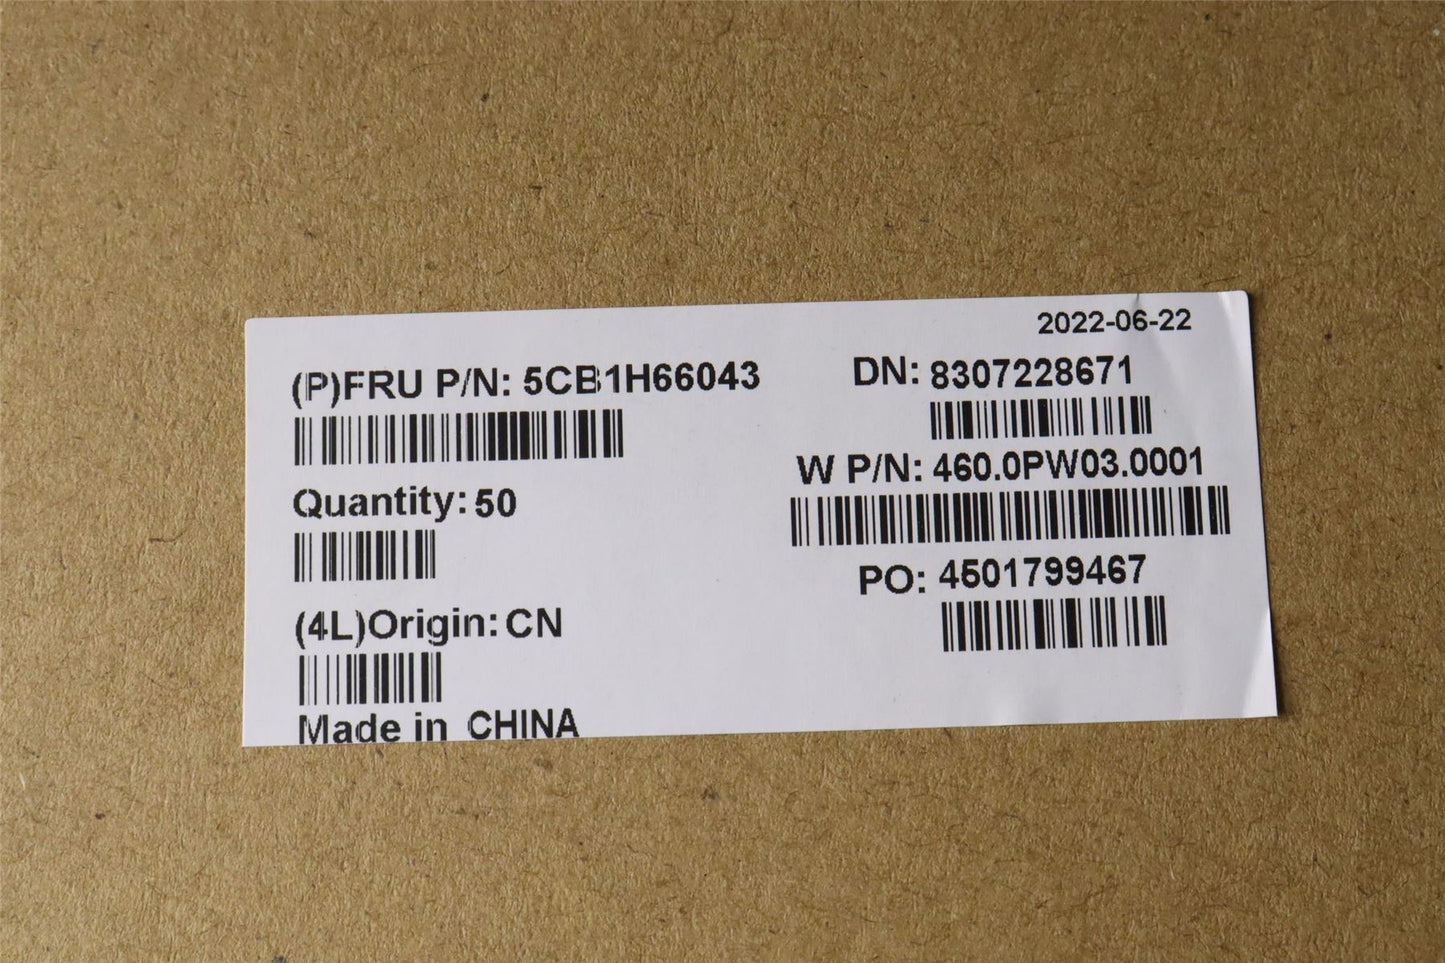 2022-06-22
(P)FRU P/N: 5CB1H66043
DN: 8307228671
W P/N: 460.0PW03.0001
Quantity: 50
PO: 4501799467
(4L)Origin: CN
Made in CHINA